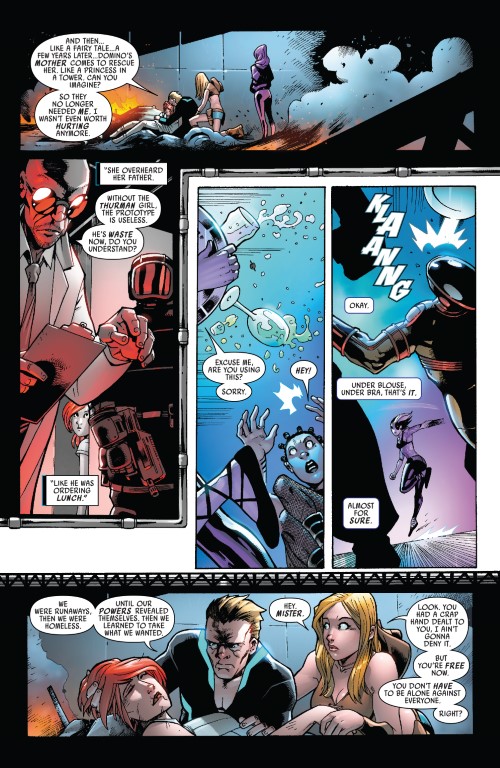 AND THEN...
LIKE A FAIRY TALE...A
FEW YEARS LATER...DOMINO'S
MOTHER COMES TO RESCUE
HER. LIKE A PRINCESS IN
A TOWER. CAN YOU
IMAGINE?
SO THEY
NO LONGER
NEEDED ME. I
WASN'T EVEN WORTH
HURTING
ANYMORE.
"SHE OVERHEARD
HER FATHER.
WITHOUT THE
THURMAN GIRL,
THE PROTOTYPE
IS USELESS.
HE'S WASTE
NOW, DO YOU
UNDERSTAND?
"LIKE HE WAS
ORDERING
LUNCH."
EXCUSE ME,
ARE YOU USING
THIS?
SORRY.
HEY!
KLAANNG
OKAY.
UNDER BLOUSE,
UNDER BRA, THAT'S IT.
ALMOST
FOR
SURE.
WE
WERE RUNAWAYS,
THEN WE WERE
HOMELESS.
UNTIL OUR
POWERS REVEALED
THEMSELVES. THEN WE
LEARNED TO TAKE
WHAT WE WANTED.
HEY,
MISTER.
LOOK. YOU
HAD A CRAP
HAND DEALT TO
YOU, I AIN'T
GONNA
DENY IT.
BUT
YOU'RE FREE
NOW.
YOU DON'T HAVE
TO BE ALONE AGAINST
EVERYONE.
RIGHT?